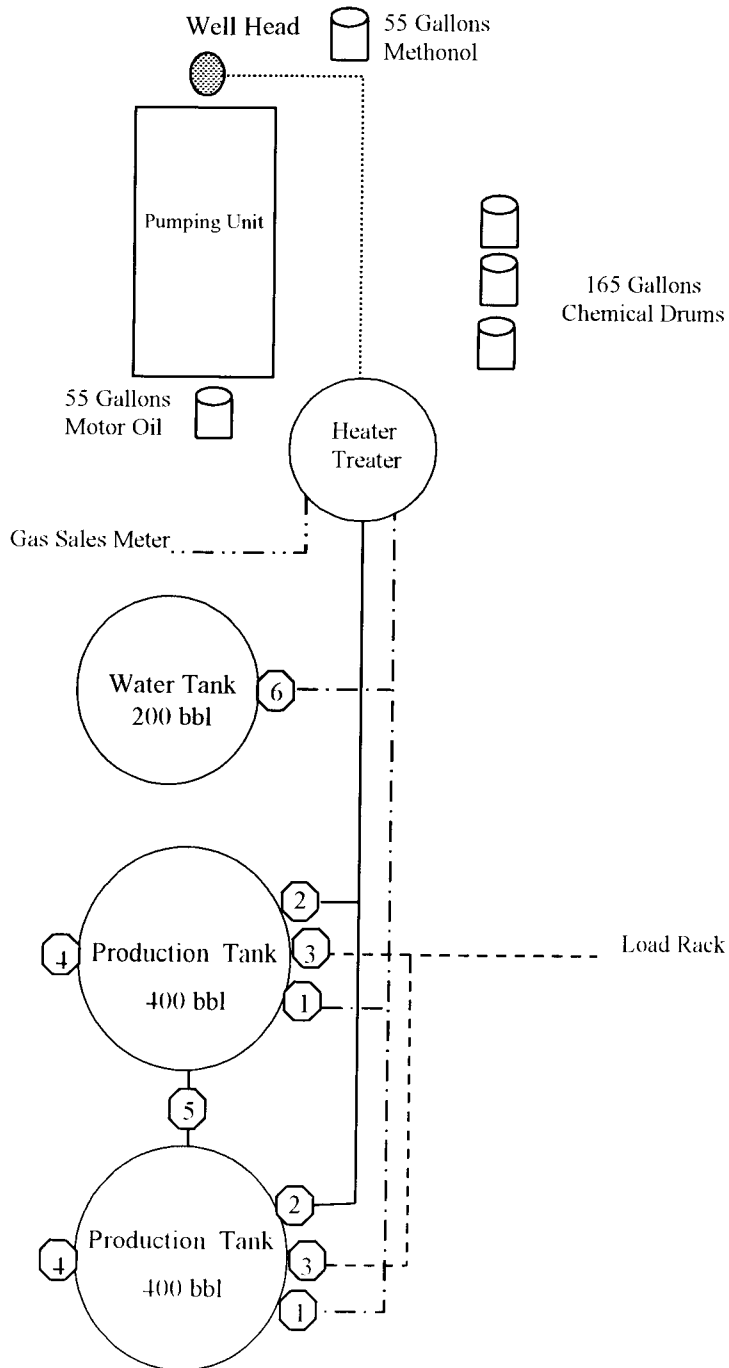 Well Head
55 Gallons
Methonol
Pumping Unit
165 Gallons
Chemical Drums
55 Gallons
Motor Oil
Heater
Treater
Gas Sales Meter
Water Tank
200 bbl
6
2
Production Tank
400 bbl
4
3
1
Load Rack
5
2
Production Tank
400 bbl
4
3
1